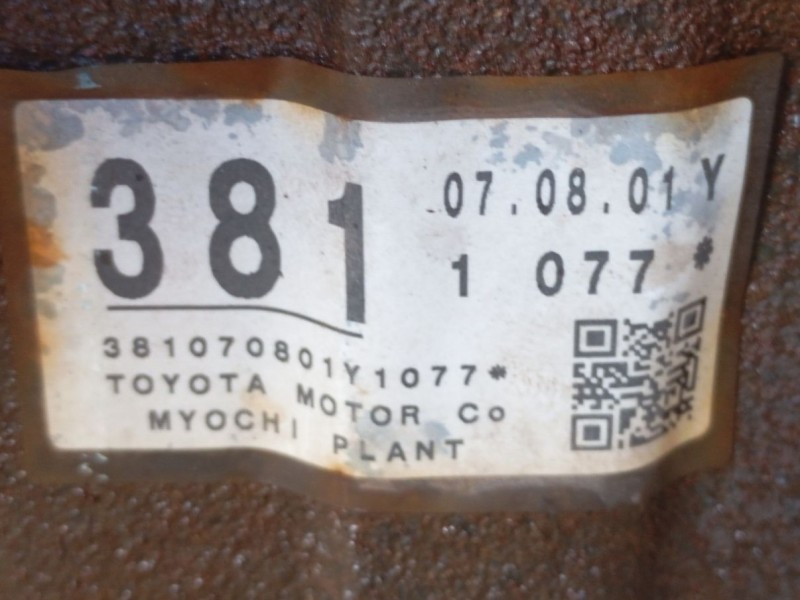 381
07.08.01 Y
1 077 *
381070801Y1077*
TOYOTA MOTOR Co
MYOCHI PLANT